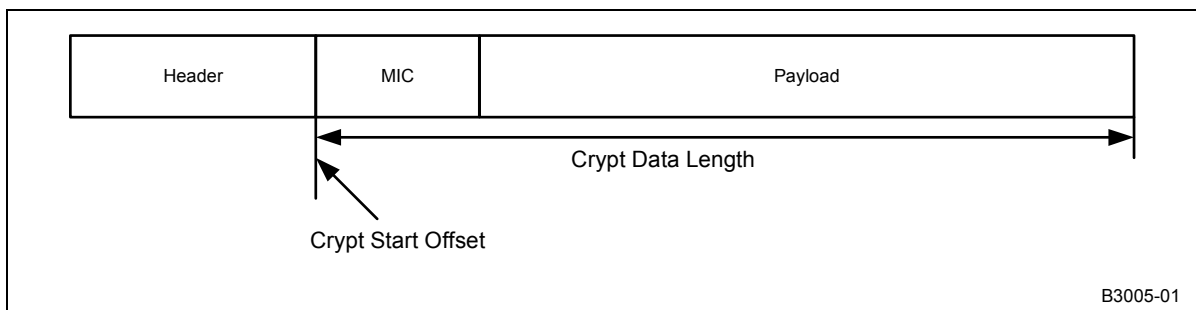 Header MIC Payload
Crypt Data Length
Crypt Start Offset
B3005-01